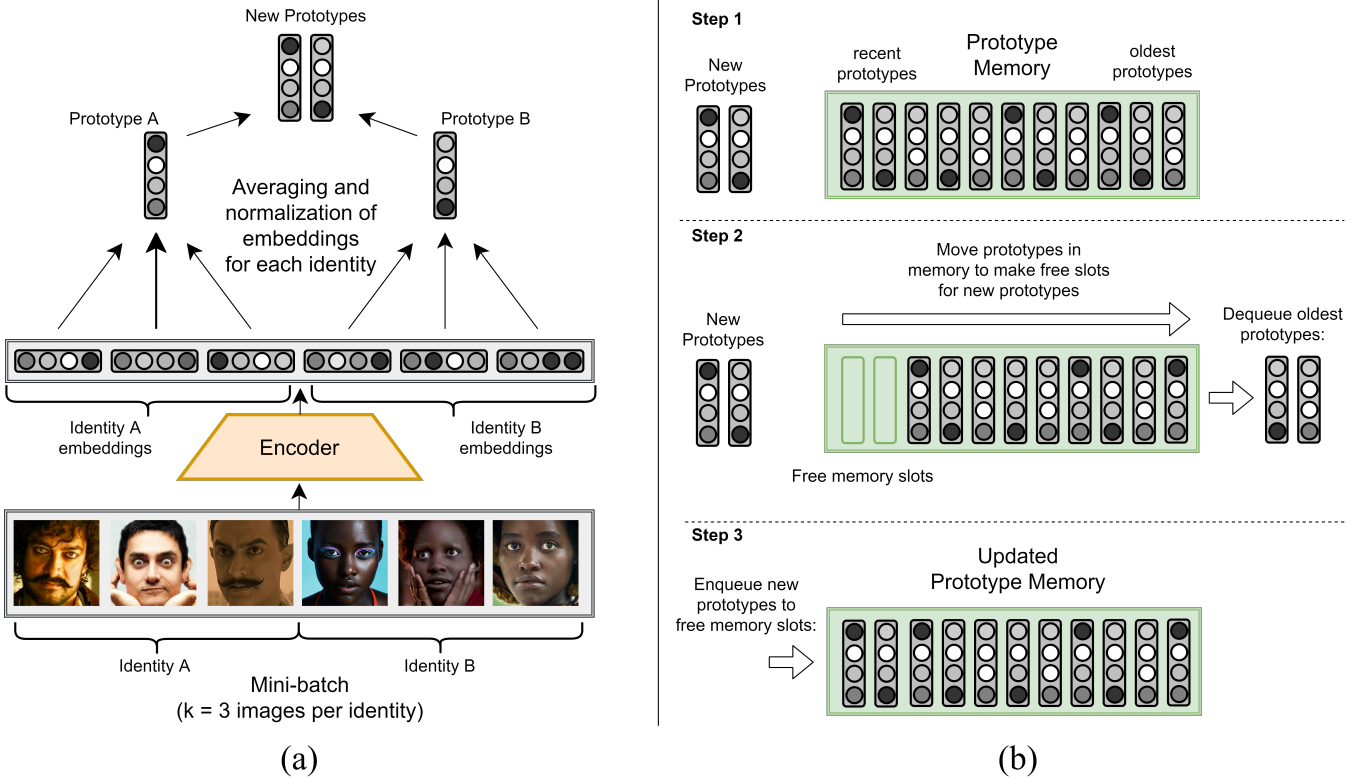 New Prototypes
Prototype A
Prototype B
Averaging and
normalization of
embeddings
for each identity
Identity A
embeddings
Identity B
embeddings
Encoder
Identity A
Identity B
Mini-batch
(k = 3 images per identity)
(a)
Step 1
New
Prototypes
recent
prototypes
Prototype
Memory
oldest
prototypes
Step 2
Move prototypes in
memory to make free slots
for new prototypes
New
Prototypes
Dequeue oldest
prototypes:
Free memory slots
Step 3
Enqueue new
prototypes to
free memory slots:
Updated
Prototype Memory
(b)